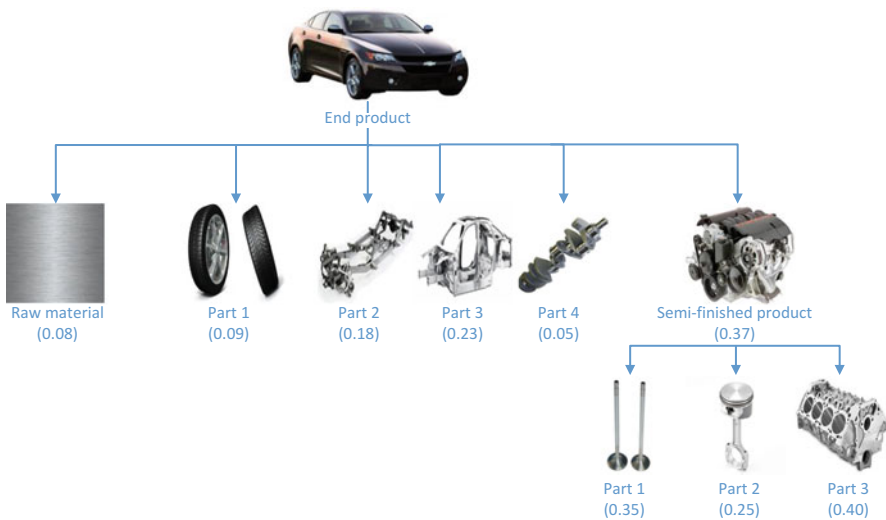 End product
Raw material
(0.08)
Part 1
(0.09)
Part 2
(0.18)
Part 3
(0.23)
Part 4
(0.05)
Semi-finished product
(0.37)
Part 1
(0.35)
Part 2
(0.25)
Part 3
(0.40)